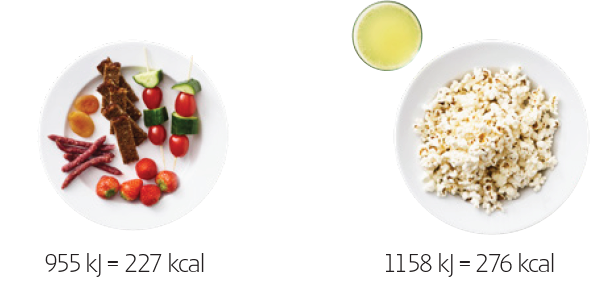 955 kJ = 227 kcal
1158 kJ = 276 kcal